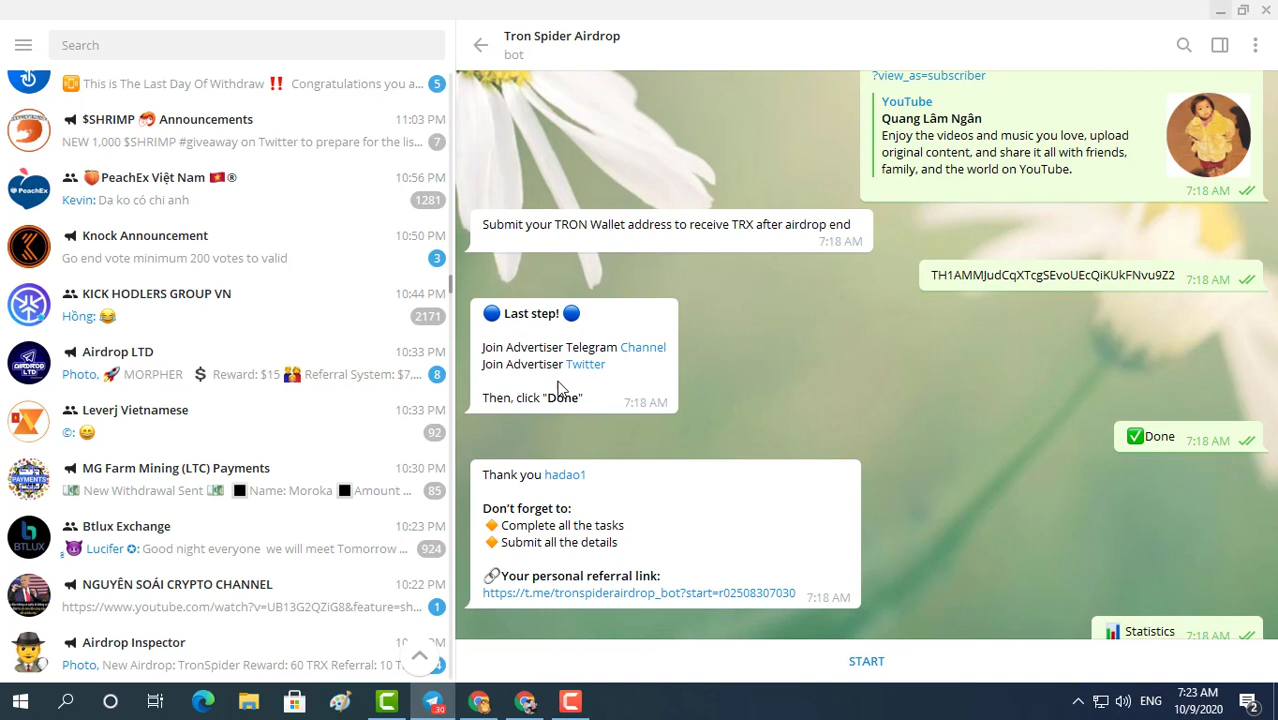 Search
This is The Last Day Of Withdraw ‼️ Congratulations you a...
5
$SHRIMP 🍤 Announcements
11:03 PM
NEW 1,000 $SHRIMP #giveaway on Twitter to prepare for the lis...
7
🍑PeachEx Việt Nam 🇻🇳®
10:56 PM
Kevin: Da ko có chi anh
1281
PeachEx
Knock Announcement
10:50 PM
Go end vote minimum 200 votes to valid
3
KICK HODLERS GROUP VN
10:44 PM
Hồng: 😂
2171
Airdrop LTD
10:33 PM
Photo, 🚀 MORPHER 💲 Reward: $15 👨‍👩‍👧 Referral System: $7,...
8
Leverj Vietnamese
10:33 PM
©: 😄
92
MG Farm Mining (LTC) Payments
10:30 PM
💵 New Withdrawal Sent 💵 ◼️Name: Moroka ◼️Amount ...
85
PAYMENTS
Btlux Exchange
10:23 PM
😈 Lucifer ✪: Good night everyone we will meet Tomorrow ...
924
BTLUX
NGUYÊN SOÁI CRYPTO CHANNEL
10:22 PM
https://www.youtube.com/watch?v=UB13G2QZiG8&feature=sh...
1
Airdrop Inspector
Photo, New Airdrop: TronSpider Reward: 60 TRX Referral: 10 T
Tron Spider Airdrop
bot
?view_as=subscriber
YouTube
Quang Lâm Ngân
Enjoy the videos and music you love, upload
original content, and share it all with friends,
family, and the world on YouTube.
7:18 AM
Submit your TRON Wallet address to receive TRX after airdrop end
7:18 AM
TH1AMMJudCqXTcgSEvoUEcQiKUkFNvu9Z2 7:18 AM
🔵 Last step! 🔵
Join Advertiser Telegram Channel
Join Advertiser Twitter
Then, click "Done"
7:18 AM
✅Done 7:18 AM
Thank you hadao1
Don't forget to:
🔸 Complete all the tasks
🔸 Submit all the details
🔗Your personal referral link:
https://t.me/tronspiderairdrop_bot?start=r02508307030 7:18 AM
📊 Statistics 7:18 AM
START
30
ENG
7:23 AM
10/9/2020
2